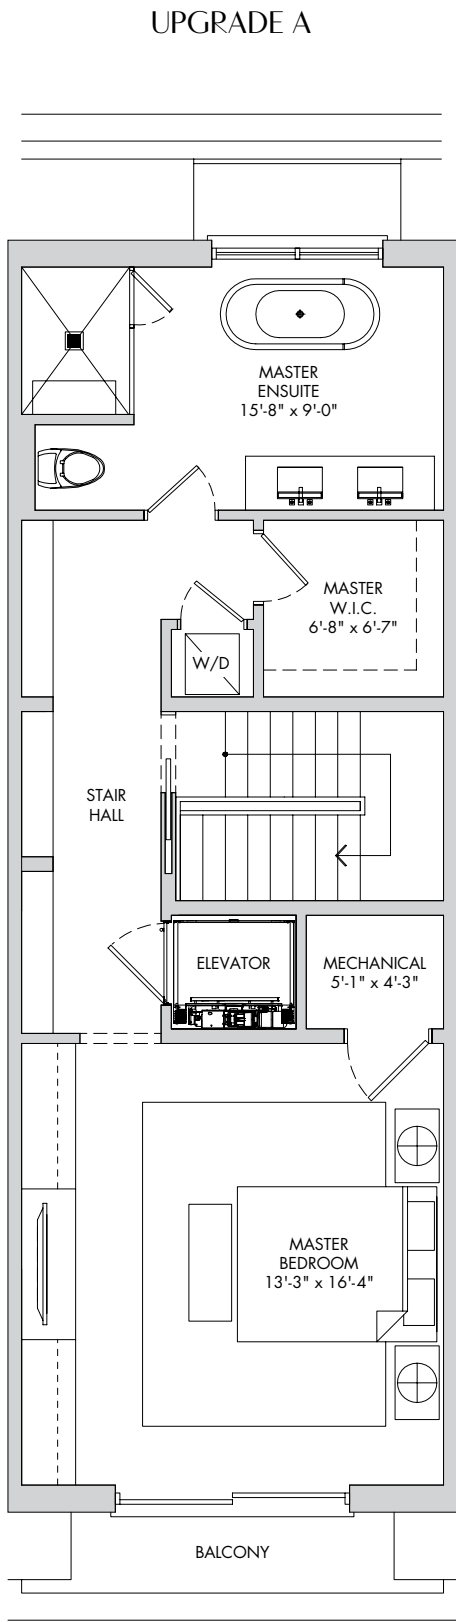 UPGRADE A
MASTER
ENSUITE
15'-8" x 9'-0"
MASTER
W.I.C.
6'-8" x 6'-7"
W/D
STAIR
HALL
ELEVATOR
MECHANICAL
5'-1" x 4'-3"
MASTER
BEDROOM
13'-3" x 16'-4"
BALCONY